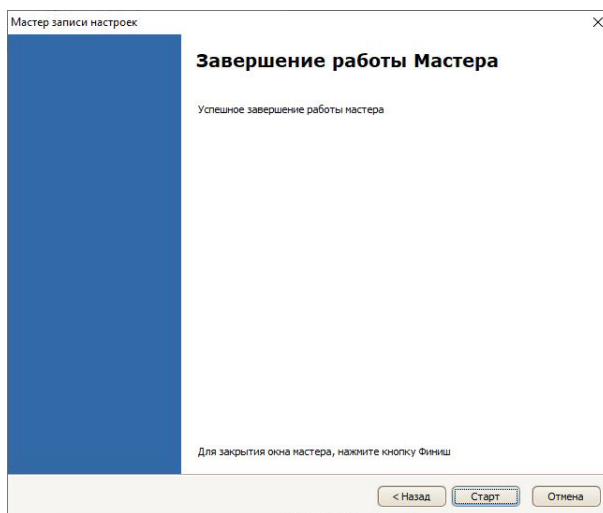 Мастер записи настроек
Завершение работы Мастера
Успешное завершение работы мастера
Для закрытия окна мастера, нажмите кнопку Финиш
< Назад Старт Отмена